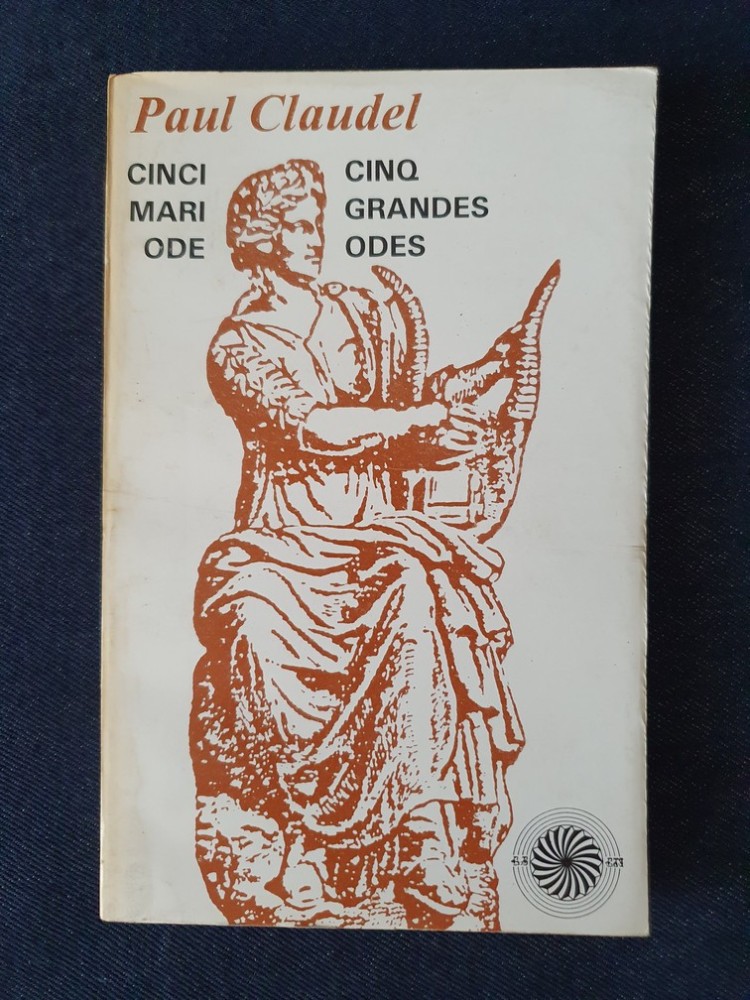 Paul Claudel
CINCI
MARI
ODE
CINQ
GRANDES
ODES